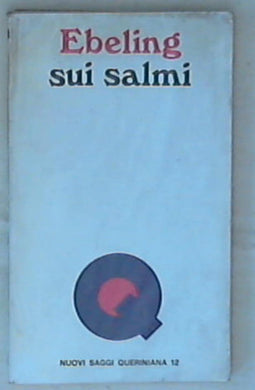 Ebeling
sui salmi
NUOVI SAGGI QUERINIANA 12